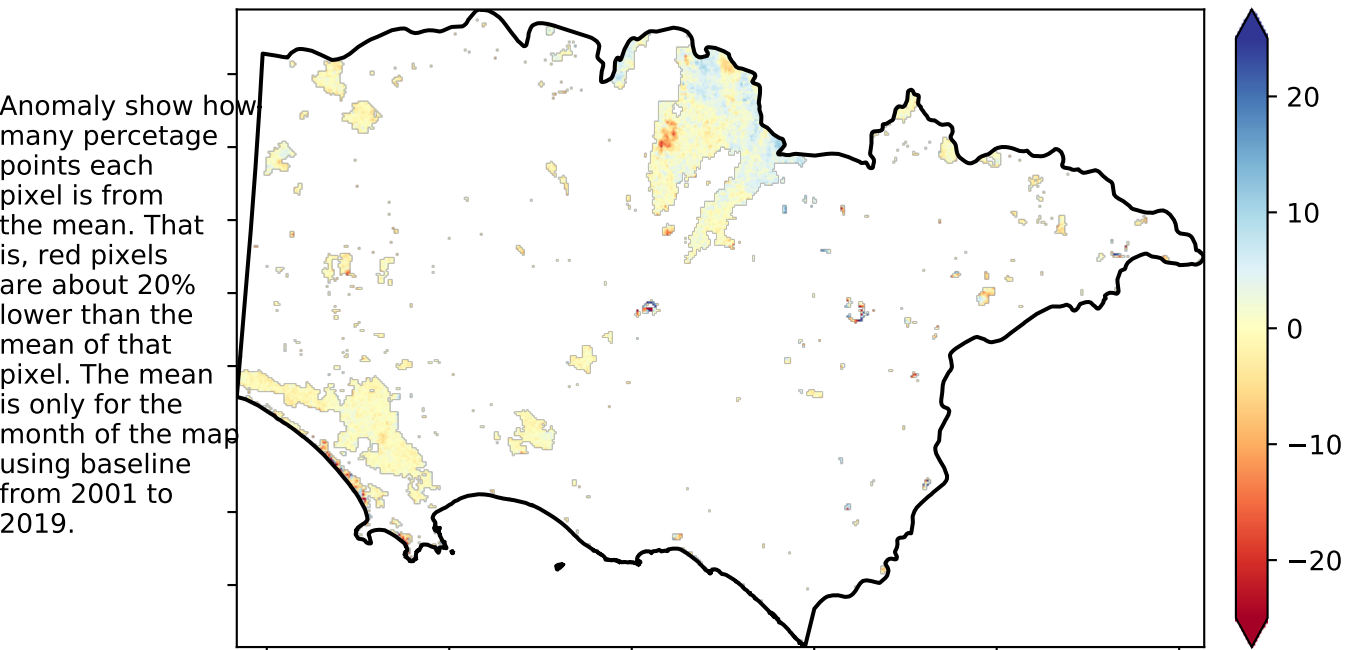 Anomaly show how
many percetage
points each
pixel is from
the mean. That
is, red pixels
are about 20%
lower than the
mean of that
pixel. The mean
is only for the
month of the map
using baseline
from 2001 to
2019.
20
10
0
−10
−20